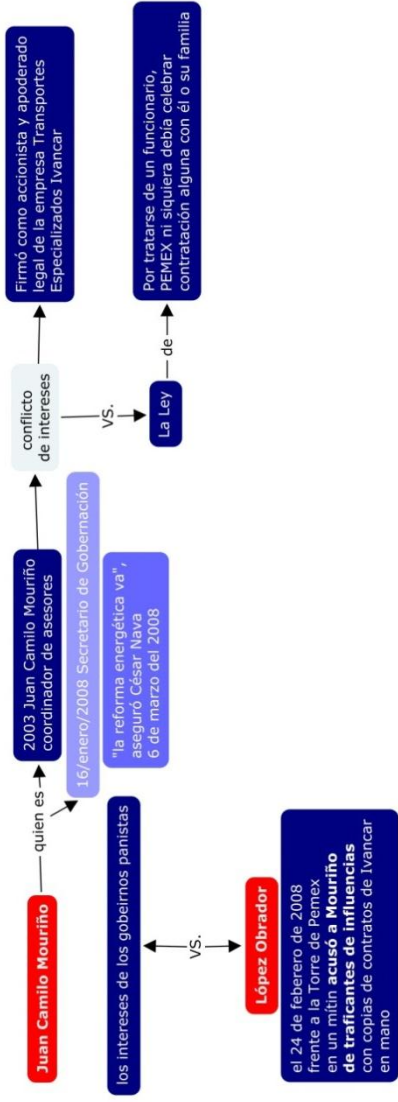 Juan Camilo Mouriño
quien es
2003 Juan Camilo Mouriño
coordinador de asesores
16/enero/2008 Secretario de Gobernación
"la reforma energética va",
aseguró César Nava
6 de marzo del 2008
conflicto
de intereses
Firmó como accionista y apoderado
legal de la empresa Transportes
Especializados Ivancar
vs.
La Ley
de
Por tratarse de un funcionario,
PEMEX ni siquiera debía celebrar
contratación alguna con él o su familia
los intereses de los gobeirnos panistas
vs.
López Obrador
el 24 de feberero de 2008
frente a la Torre de Pemex
en un mítin acusó a Mouriño
de traficantes de influencias
con copias de contratos de Ivancar
en mano